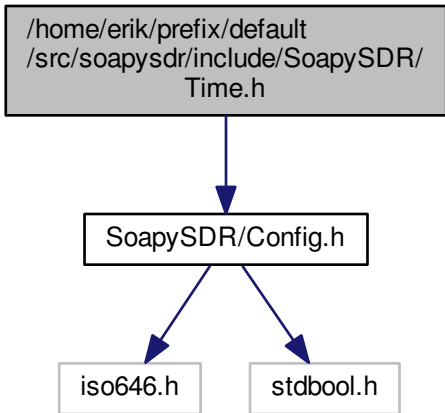 /home/erik/prefix/default
/src/soapysdr/include/SoapySDR/
Time.h
SoapySDR/Config.h
iso646.h
stdbool.h